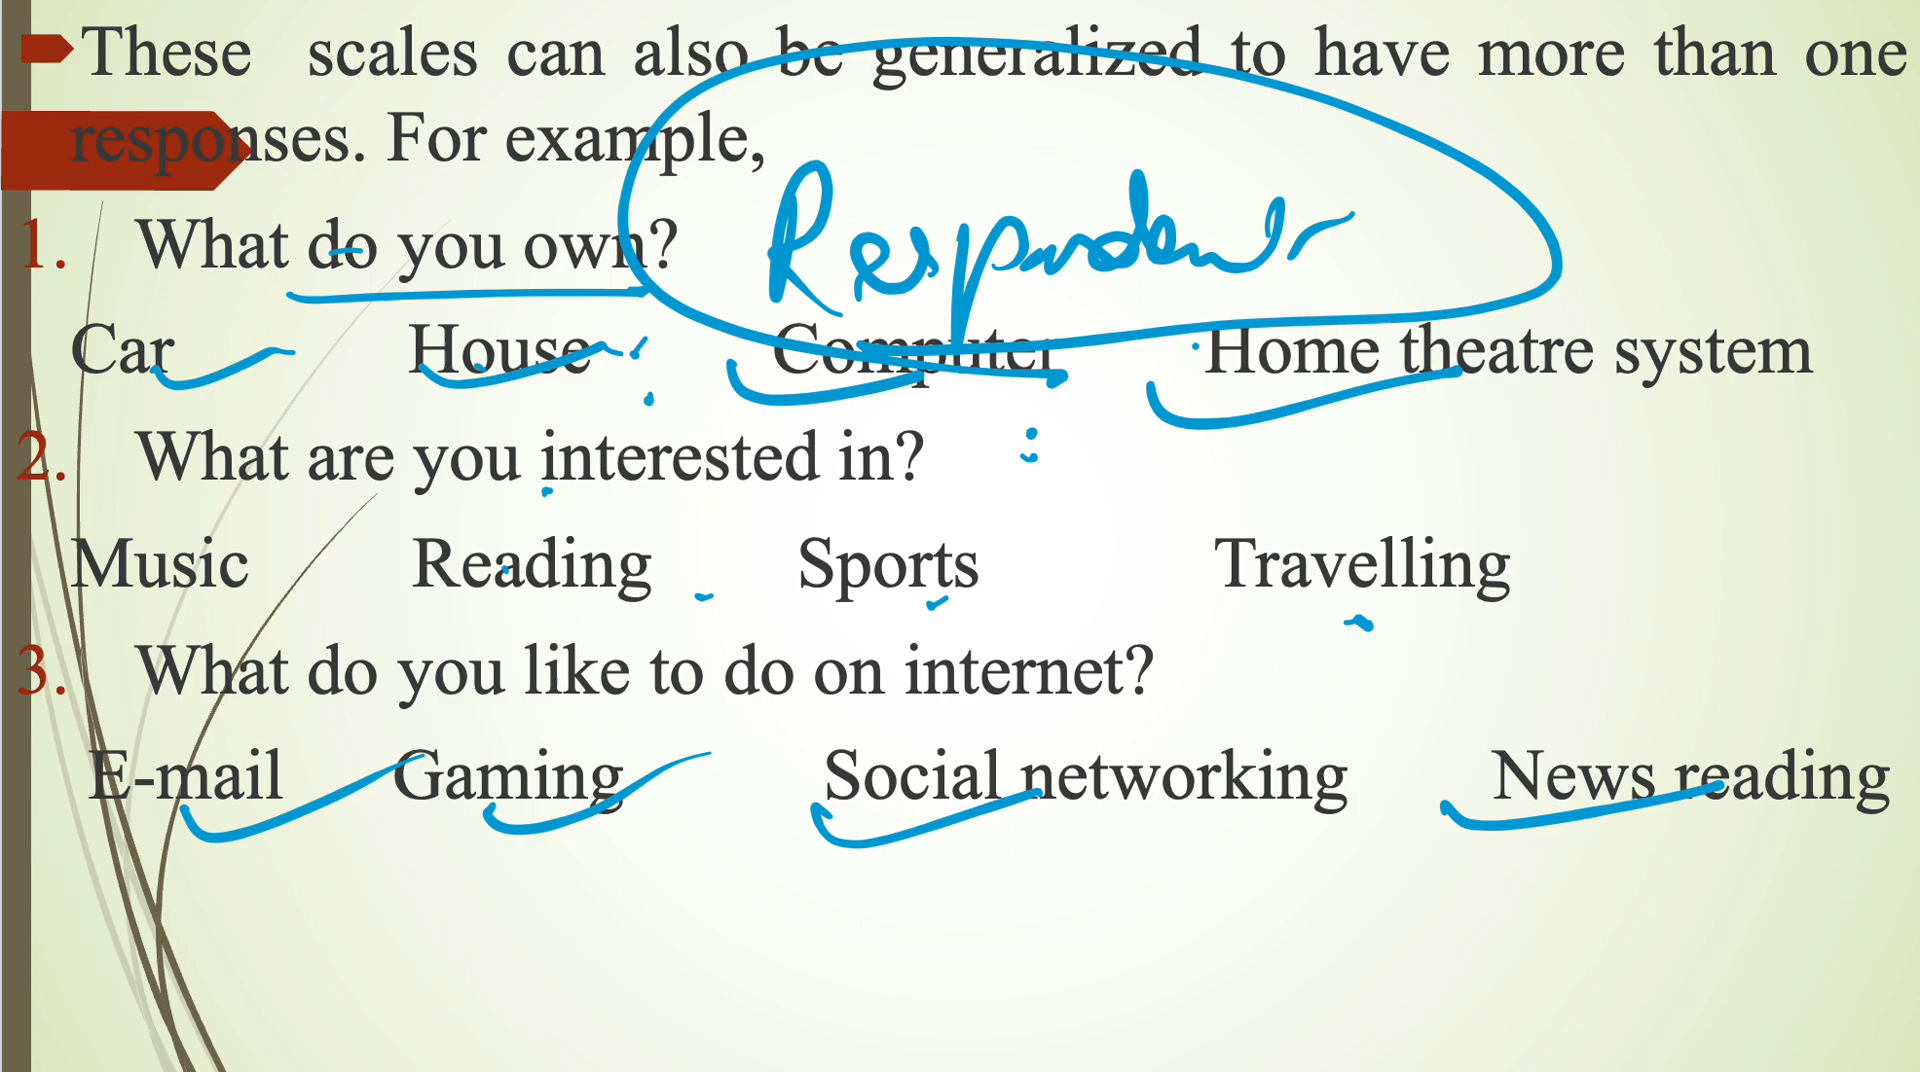 These scales can also be generalized to have more than one
responses. For example,
Respondent
1. What do you own?
Car House Computer Home theatre system
2. What are you interested in?
Music Reading Sports Travelling
3. What do you like to do on internet?
E-mail Gaming Social networking News reading